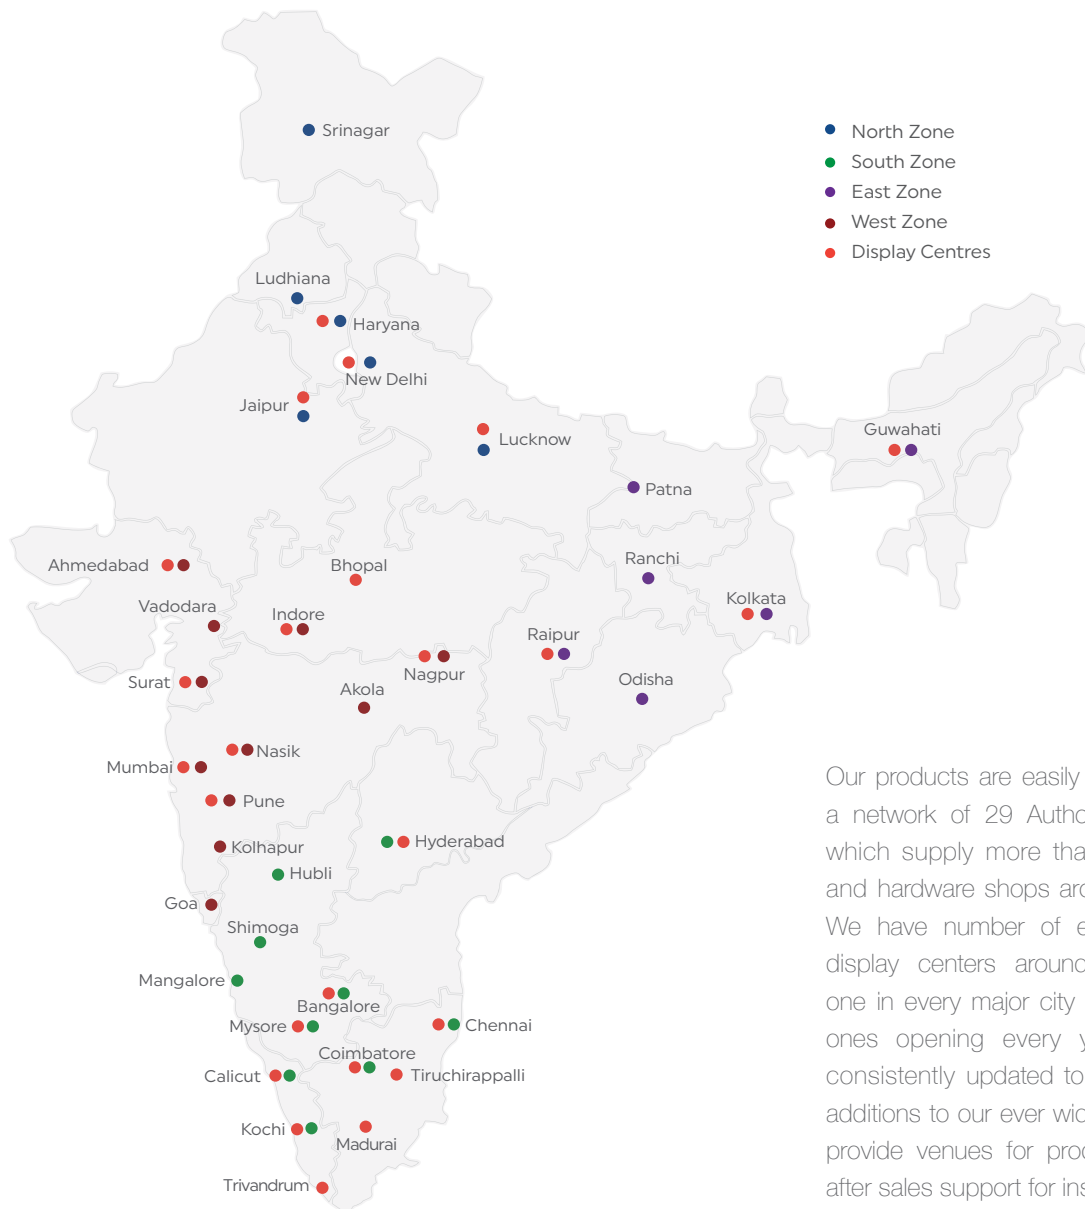 Srinagar
North Zone
South Zone
East Zone
West Zone
Display Centres
Ludhiana
Haryana
New Delhi
Jaipur
Lucknow
Guwahati
Patna
Ahmedabad
Bhopal
Ranchi
Vadodara
Indore
Kolkata
Raipur
Nagpur
Surat
Akola
Odisha
Nasik
Mumbai
Pune
Hyderabad
Kolhapur
Hubli
Goa
Shimoga
Mangalore
Bangalore
Mysore
Chennai
Coimbatore
Calicut
Tiruchirappalli
Kochi
Madurai
Trivandrum
Our products are easily
a network of 29 Autho
which supply more tha
and hardware shops aro
We have number of e
display centers around
one in every major city
ones opening every y
consistently updated to
additions to our ever wid
provide venues for prod
after sales support for ins